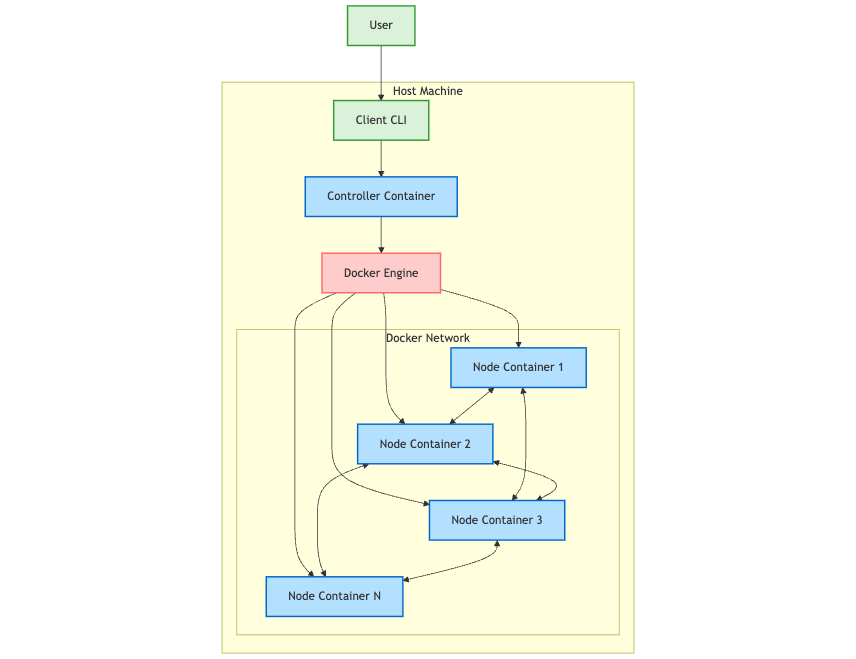 User
Host Machine
Client CLI
Controller Container
Docker Engine
Docker Network
Node Container 1
Node Container 2
Node Container 3
Node Container N